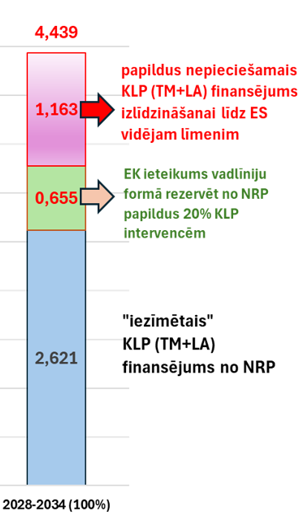 4,439
1,163
papildus nepieciešamais
KLP (TM+LA) finansējums
izlīdzināšanai līdz ES
vidējam līmenim
0,655
EK ieteikums vadlīniju
formā rezervēt no NRP
papildus 20% KLP
intervencēm
2,621
"iezīmētais"
KLP (TM+LA)
finansējums no NRP
2028-2034 (100%)